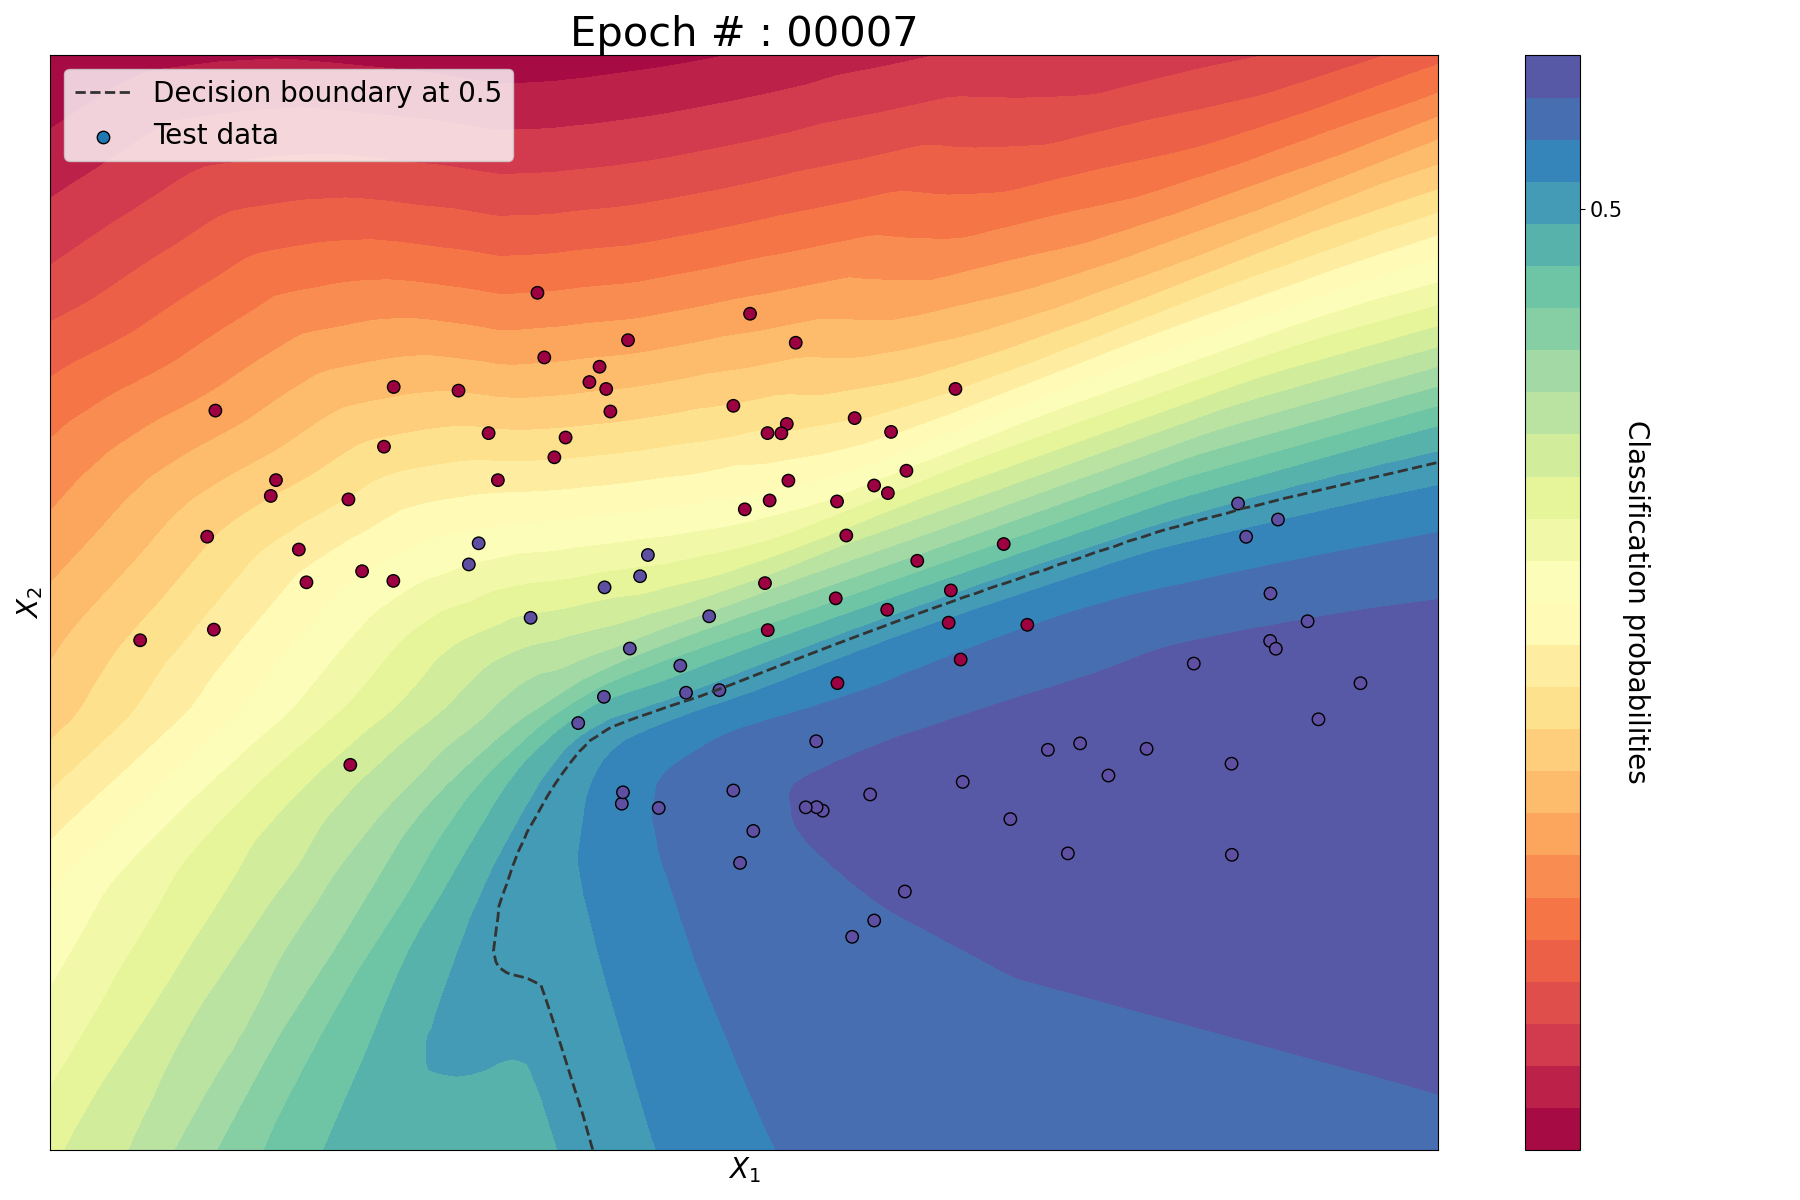 Epoch # : 00007
Decision boundary at 0.5
Test data
0.5
Classification probabilities
X₂
X₁